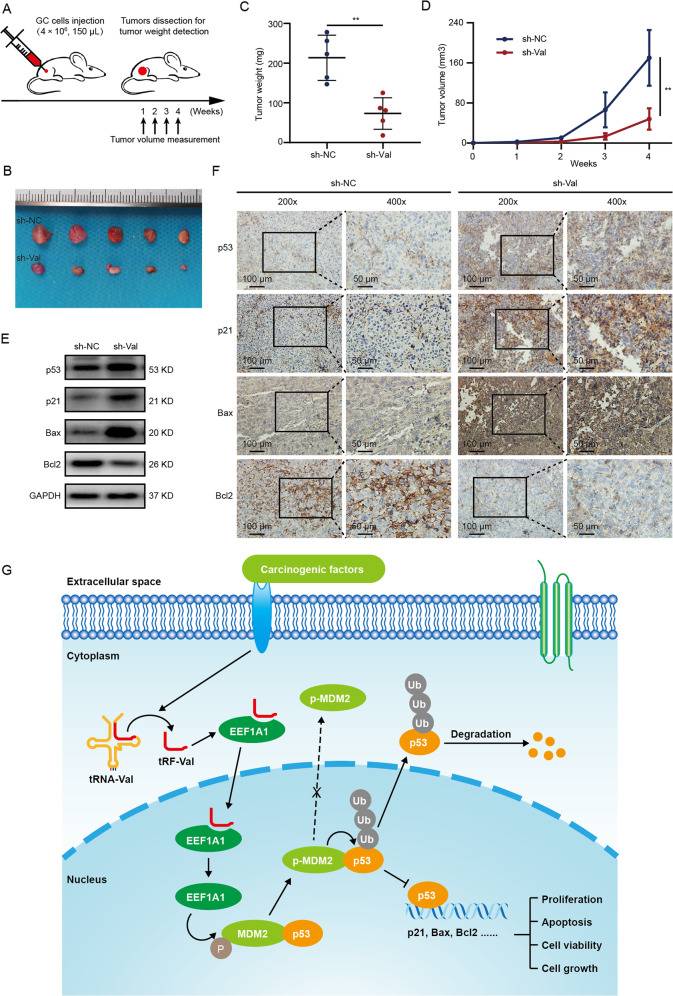 A
GC cells injection
(4 × 10⁶, 150 μL)
Tumors dissection for
tumor weight detection
1 2 3 4 (Weeks)
Tumor volume measurement
B
sh-NC
sh-Val
C
Tumor weight (mg)
400
300
200
100
0
**
sh-NC
sh-Val
D
Tumor volume (mm3)
240
160
80
0
sh-NC
sh-Val
**
0 1 2 3 4
Weeks
E
sh-NC sh-Val
p53 53 KD
p21 21 KD
Bax 20 KD
Bcl2 26 KD
GAPDH 37 KD
F
sh-NC sh-Val
200x 400x 200x 400x
p53
100 μm 50 μm 100 μm 50 μm
p21
100 μm 50 μm 100 μm 50 μm
Bax
100 μm 50 μm 100 μm 50 μm
Bcl2
100 μm 50 μm 100 μm 50 μm
G
Carcinogenic factors
Extracellular space
Cytoplasm
tRNA-Val
tRF-Val
EEF1A1
p-MDM2
Ub
Ub
Ub
p53
Degradation
EEF1A1
Nucleus
EEF1A1
P
MDM2
p53
p-MDM2
p53
Ub
Ub
Ub
p53
p21, Bax, Bcl2 ......
Proliferation
Apoptosis
Cell viability
Cell growth